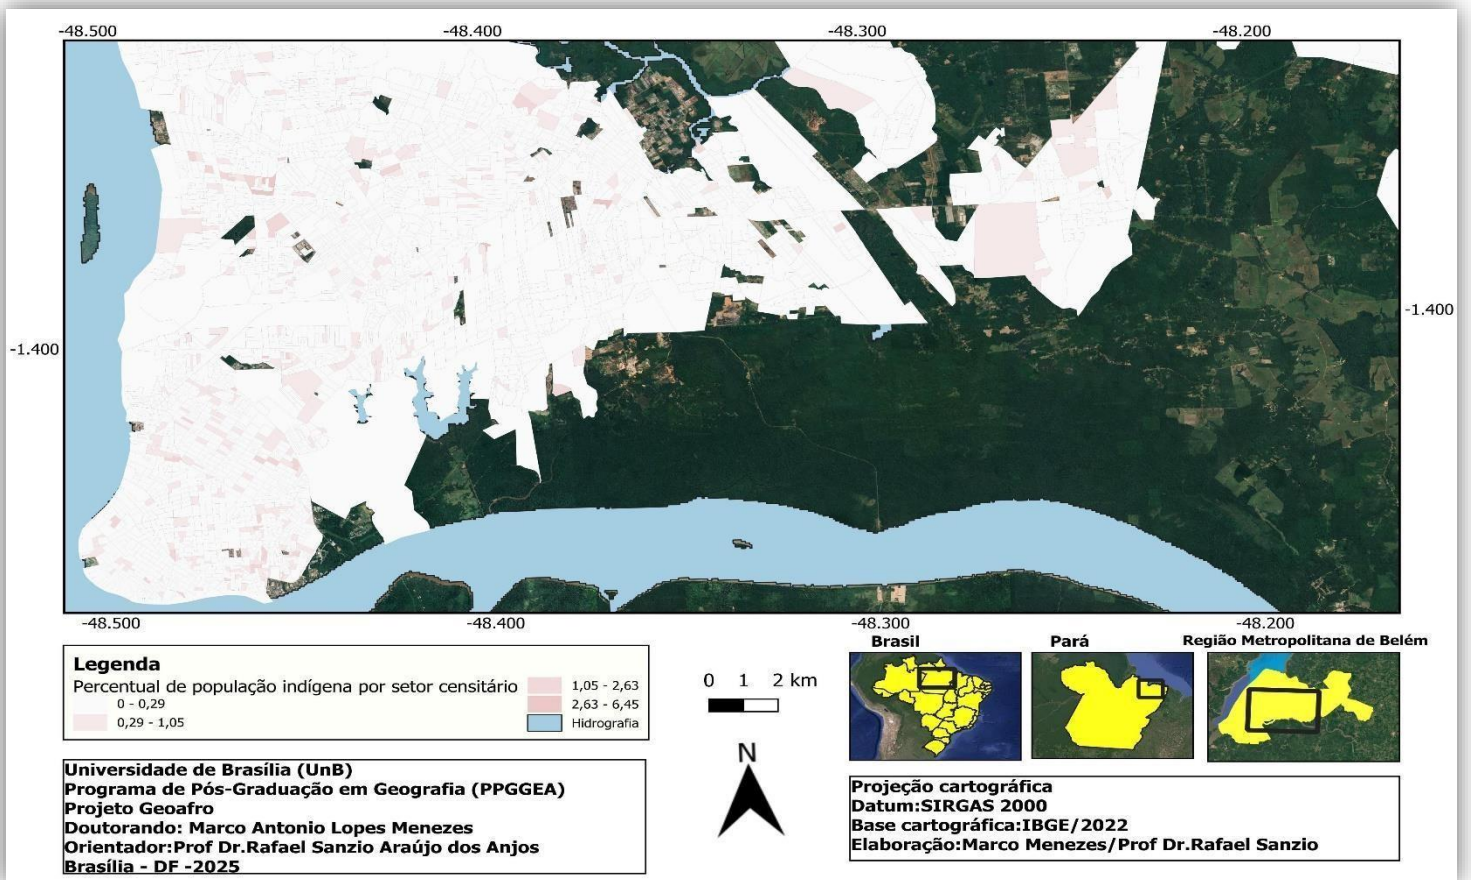 -48.500 -48.400 -48.300 -48.200
-1.400
-1.400
-48.500 -48.400 -48.300 -48.200
Legenda
Percentual de população indígena por setor censitário
0 - 0,29
0,29 - 1,05
1,05 - 2,63
2,63 - 6,45
Hidrografia
0 1 2 km
N
Brasil
Pará
Região Metropolitana de Belém
Universidade de Brasília (UnB)
Programa de Pós-Graduação em Geografia (PPGGEA)
Projeto Geoafro
Doutorando: Marco Antonio Lopes Menezes
Orientador:Prof Dr.Rafael Sanzio Araújo dos Anjos
Brasília - DF -2025
Projeção cartográfica
Datum:SIRGAS 2000
Base cartográfica:IBGE/2022
Elaboração:Marco Menezes/Prof Dr.Rafael Sanzio